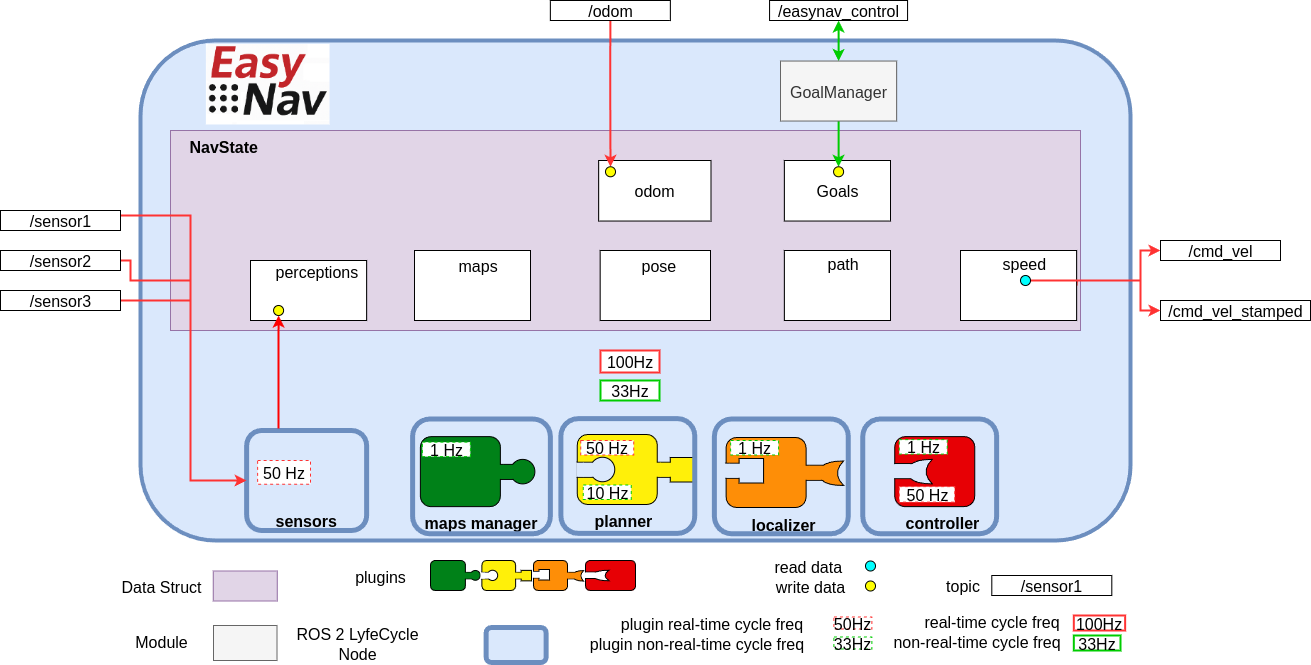 /odom
/easynav_control
Easy
Nav
GoalManager
NavState
odom
Goals
/sensor1
/sensor2
/sensor3
perceptions
maps
pose
path
speed
/cmd_vel
/cmd_vel_stamped
100Hz
33Hz
50 Hz
sensors
1 Hz
maps manager
50 Hz
10 Hz
planner
1 Hz
localizer
1 Hz
50 Hz
controller
Data Struct
plugins
read data
write data
topic
/sensor1
Module
ROS 2 LyfeCycle
Node
plugin real-time cycle freq
50Hz
plugin non-real-time cycle freq
33Hz
real-time cycle freq
100Hz
non-real-time cycle freq
33Hz